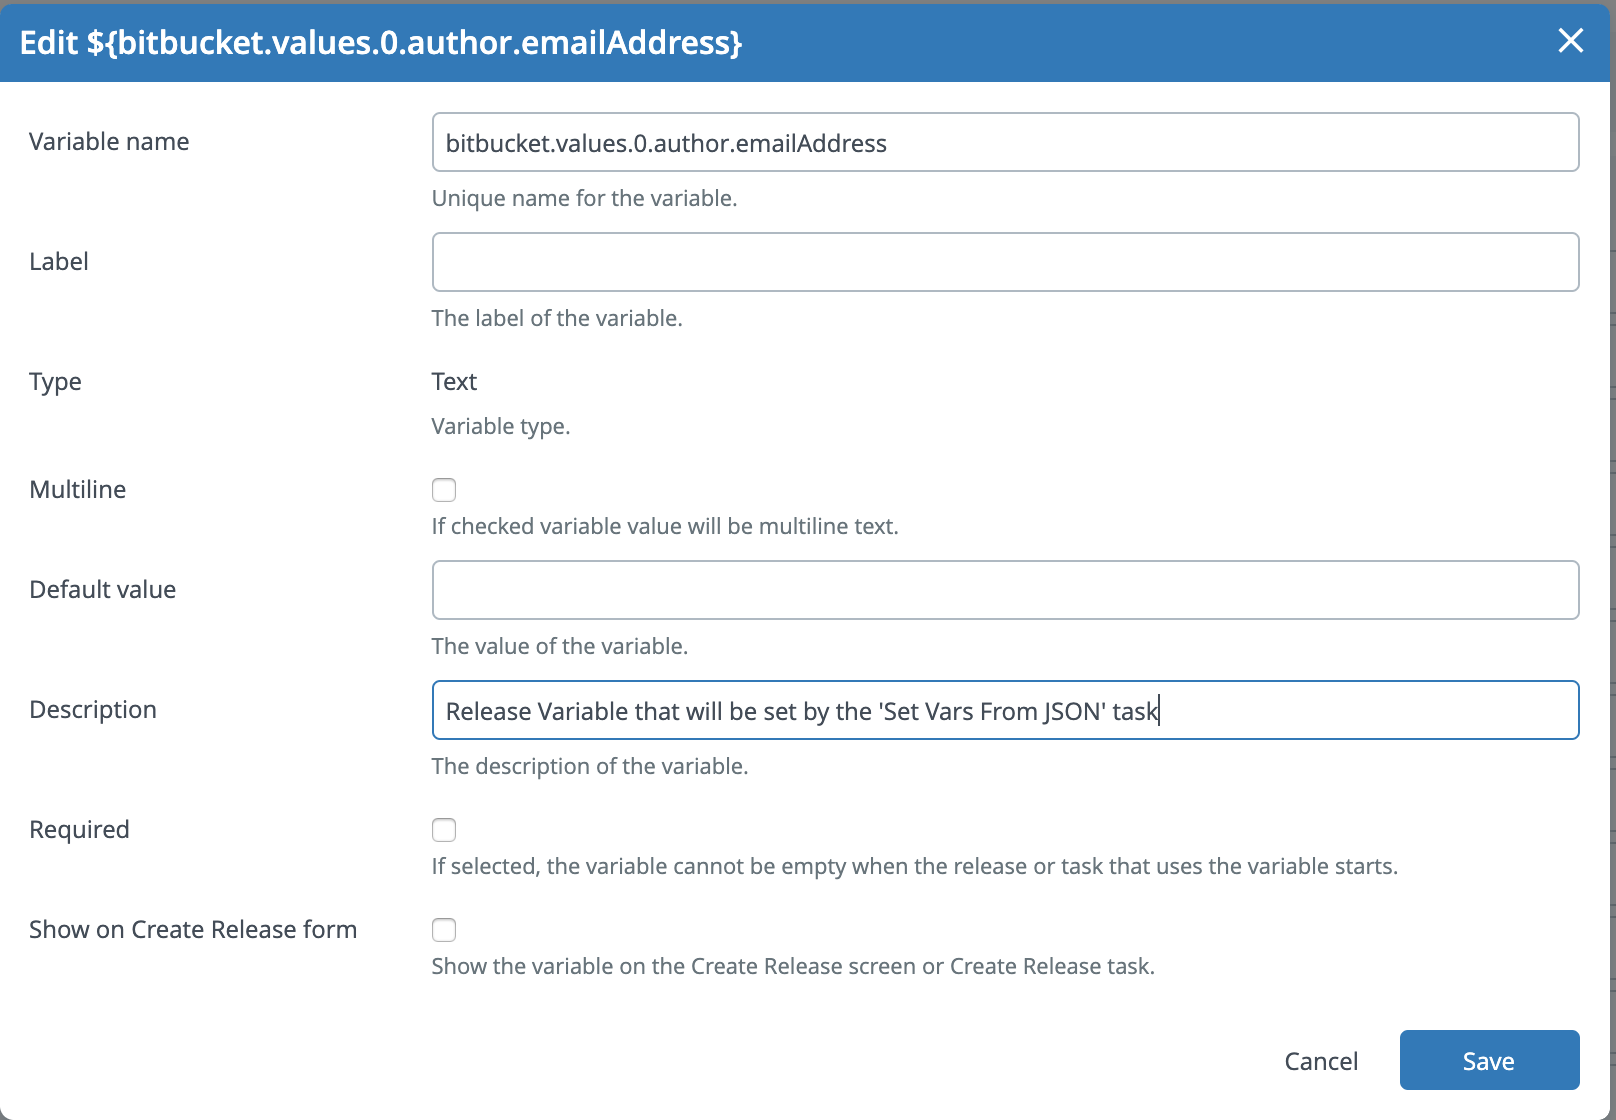 Edit ${bitbucket.values.0.author.emailAddress}
Variable name
bitbucket.values.0.author.emailAddress
Unique name for the variable.
Label
The label of the variable.
Type
Text
Variable type.
Multiline
If checked variable value will be multiline text.
Default value
The value of the variable.
Description
Release Variable that will be set by the 'Set Vars From JSON' task
The description of the variable.
Required
If selected, the variable cannot be empty when the release or task that uses the variable starts.
Show on Create Release form
Show the variable on the Create Release screen or Create Release task.
Cancel
Save